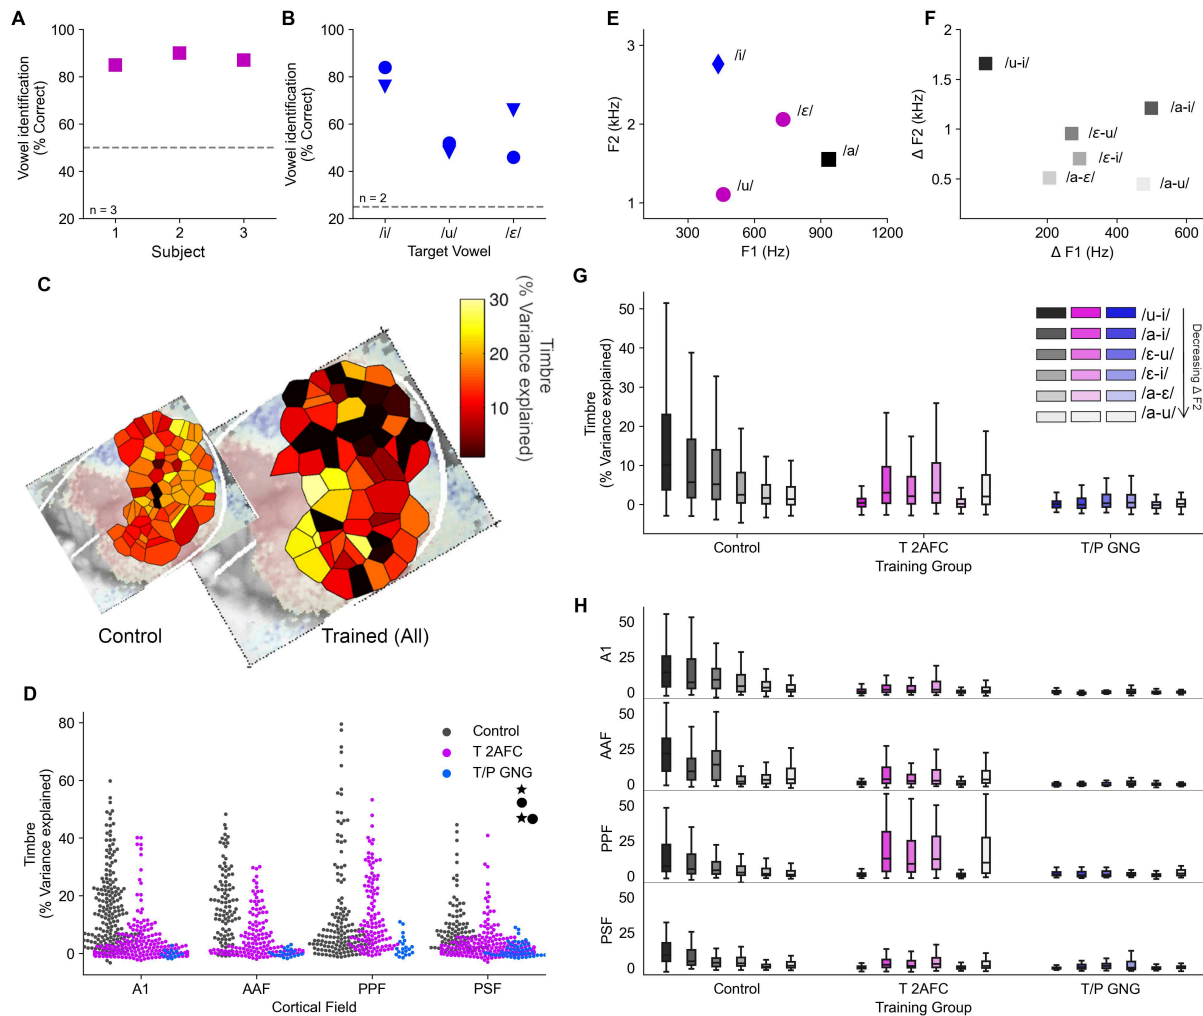 A
100
80
60
40
20
Vowel identification
(% Correct)
n = 3
1
2
3
Subject
B
100
80
60
40
20
Vowel identification
(% Correct)
n = 2
/i/
/u/
/ɛ/
Target Vowel
E
3
2
1
F2 (kHz)
/i/
/ɛ/
/a/
/u/
300
600
900
1200
F1 (Hz)
F
2
1.5
1
0.5
Δ F2 (kHz)
/u-i/
/a-i/
/ɛ-u/
/ɛ-i/
/a-ɛ/
/a-u/
200
400
600
Δ F1 (Hz)
C
30
20
10
Timbre
(% Variance explained)
Control
Trained (All)
D
80
60
40
20
0
Timbre
(% Variance explained)
Control
T 2AFC
T/P GNG
A1
AAF
PPF
PSF
Cortical Field
G
50
40
30
20
10
0
Timbre
(% Variance explained)
/u-i/
/a-i/
/ɛ-u/
/ɛ-i/
/a-ɛ/
/a-u/
Decreasing Δ F2
Control
T 2AFC
T/P GNG
Training Group
H
A1
50
25
0
AAF
50
25
0
PPF
50
25
0
PSF
50
25
0
Control
T 2AFC
T/P GNG
Training Group